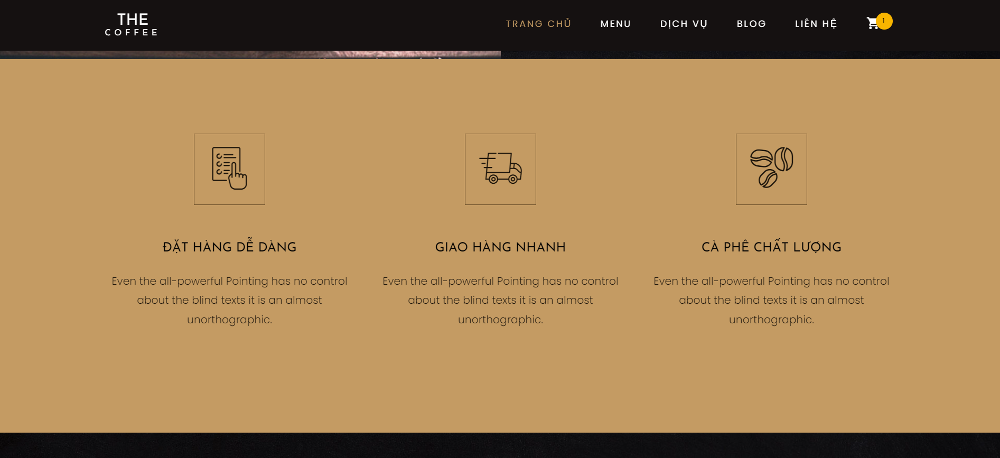 THE
COFFEE
TRANG CHỦ MENU DỊCH VỤ BLOG LIÊN HỆ 1
ĐẶT HÀNG DỄ DÀNG
Even the all-powerful Pointing has no control
about the blind texts it is an almost
unorthographic.
GIAO HÀNG NHANH
Even the all-powerful Pointing has no control
about the blind texts it is an almost
unorthographic.
CÀ PHÊ CHẤT LƯỢNG
Even the all-powerful Pointing has no control
about the blind texts it is an almost
unorthographic.